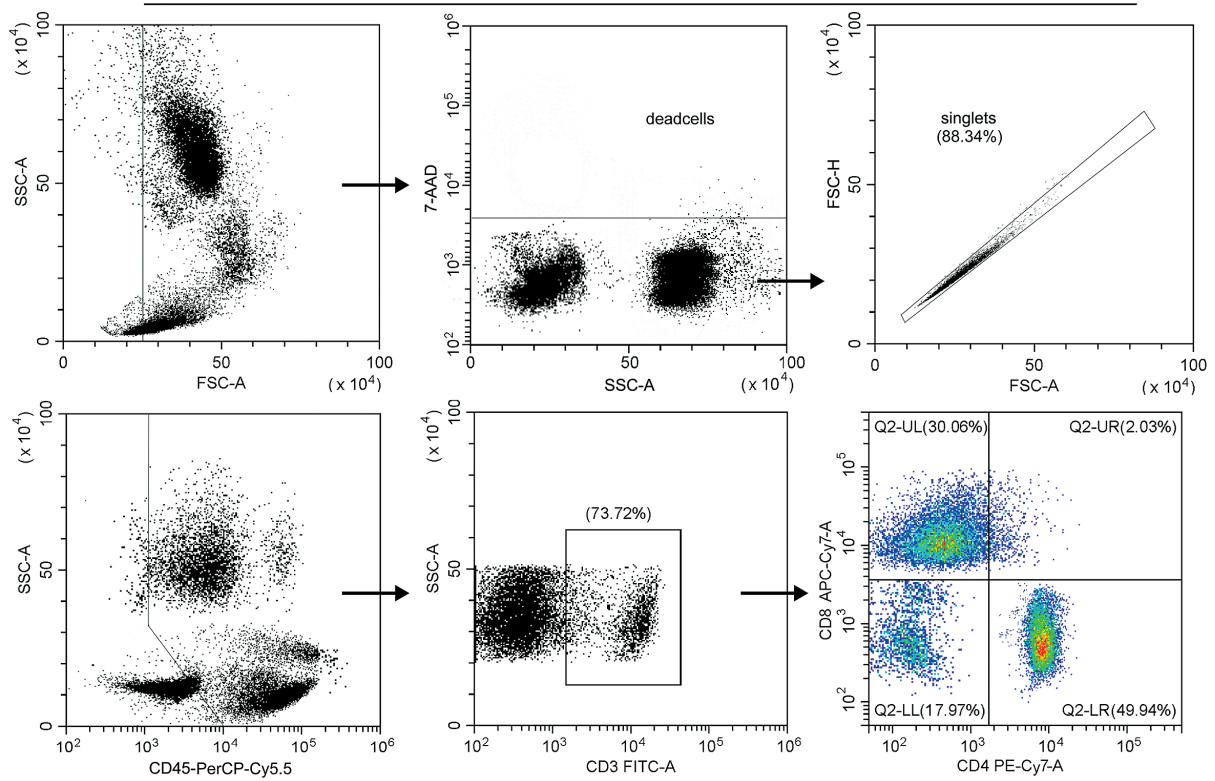 100
50
0
SSC-A
(x 10⁴)
0
50
100
FSC-A
(x 10⁴)
10⁶
10⁵
10⁴
10³
10²
7-AAD
deadcells
0
50
100
SSC-A
(x 10⁴)
100
50
0
FSC-H
(x 10⁴)
singlets
(88.34%)
0
50
100
FSC-A
(x 10⁴)
100
50
0
SSC-A
(x 10⁴)
10² 10³ 10⁴ 10⁵ 10⁶
CD45-PerCP-Cy5.5
100
50
0
SSC-A
(x 10⁴)
(73.72%)
10² 10³ 10⁴ 10⁵ 10⁶
CD3 FITC-A
Q2-UL(30.06%)
Q2-UR(2.03%)
10⁵
10⁴
10³
10²
CD8 APC-Cy7-A
Q2-LL(17.97%)
Q2-LR(49.94%)
10² 10³ 10⁴ 10⁵
CD4 PE-Cy7-A